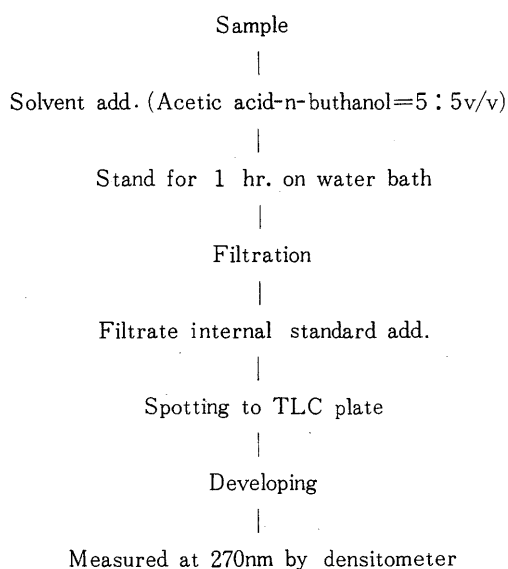 Sample
Solvent add. (Acetic acid-n-buthanol=5 : 5v/v)
Stand for 1 hr. on water bath
Filtration
Filtrate internal standard add.
Spotting to TLC plate
Developing
Measured at 270nm by densitometer